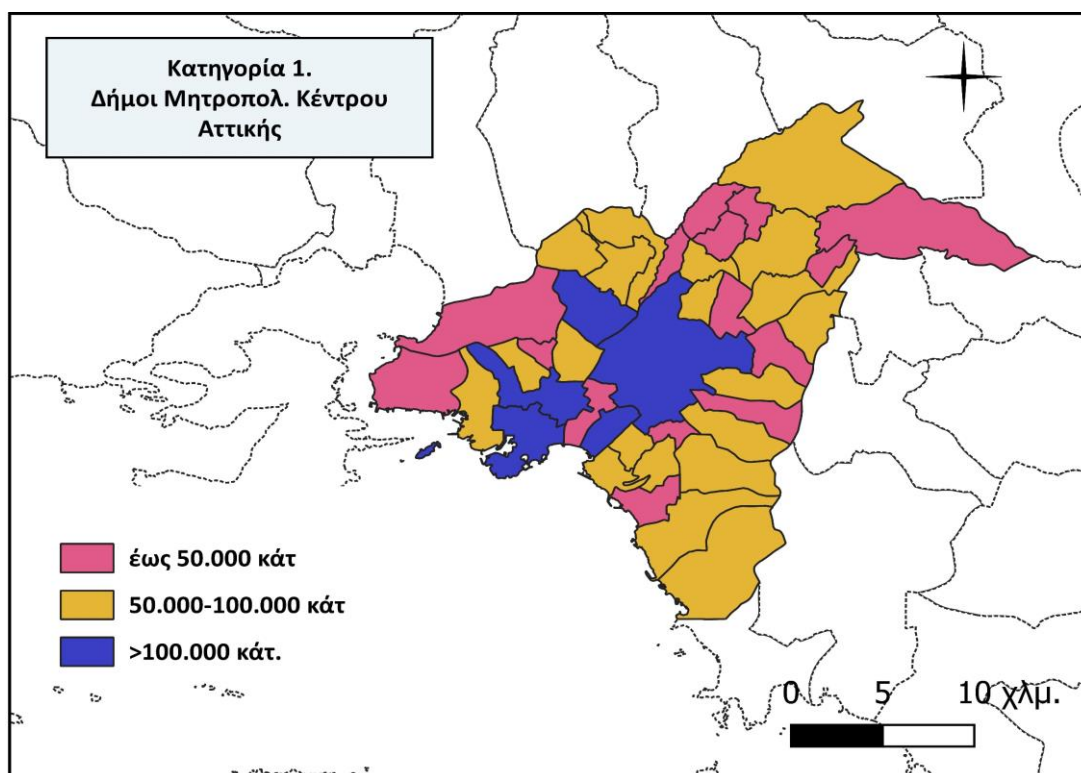 Κατηγορία 1.
Δήμοι Μητροπολ. Κέντρου
Αττικής
έως 50.000 κάτ
50.000-100.000 κάτ
>100.000 κάτ.
0 5 10 χλμ.